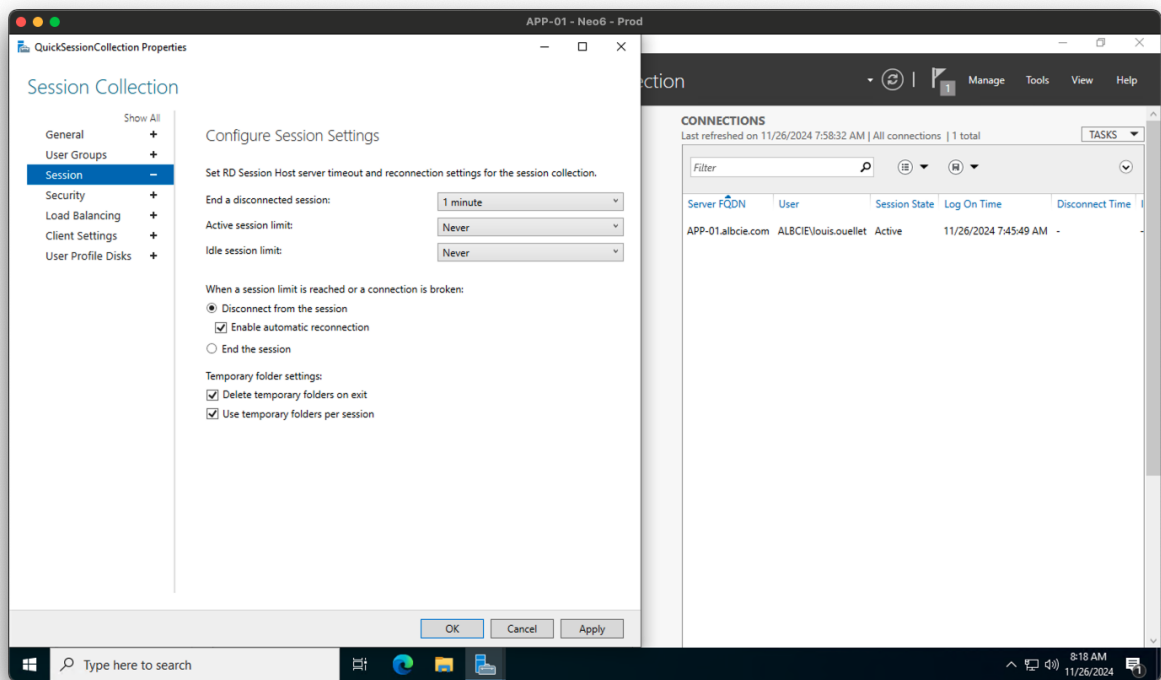 APP-01 - Neo6 - Prod
QuickSessionCollection Properties
Session Collection
Show All
General +
User Groups +
Session −
Security +
Load Balancing +
Client Settings +
User Profile Disks +
Configure Session Settings
Set RD Session Host server timeout and reconnection settings for the session collection.
End a disconnected session: 1 minute
Active session limit: Never
Idle session limit: Never
When a session limit is reached or a connection is broken:
Disconnect from the session
Enable automatic reconnection
End the session
Temporary folder settings:
Delete temporary folders on exit
Use temporary folders per session
OK Cancel Apply
ction
1 Manage Tools View Help
CONNECTIONS
Last refreshed on 11/26/2024 7:58:32 AM | All connections | 1 total
TASKS
Filter
Server FQDN User Session State Log On Time Disconnect Time
APP-01.albcie.com ALBCIE\louis.ouellet Active 11/26/2024 7:45:49 AM - -
Type here to search
8:18 AM
11/26/2024
1